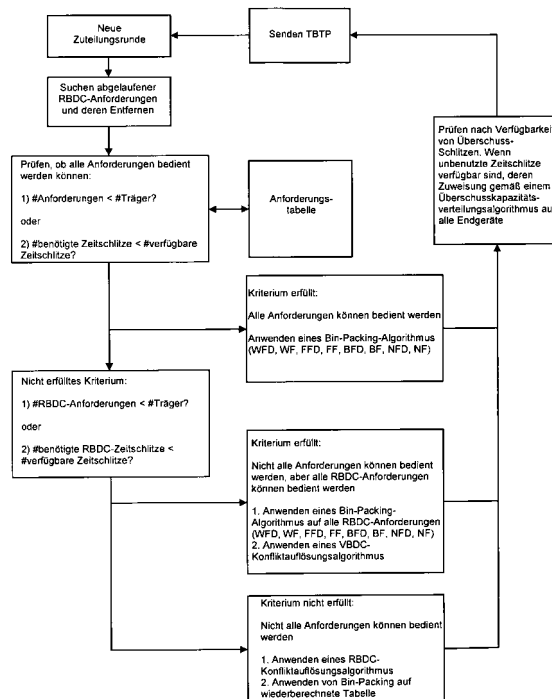 Neue
Zuteilungsrunde
Senden TBTP
Suchen abgelaufener
RBDC-Anforderungen
und deren Entfernen
Prüfen, ob alle Anforderungen bedient
werden können:
1) #Anforderungen < #Träger?
oder
2) #benötigte Zeitschlitze < #verfügbare
Zeitschlitze?
Anforderungs-
tabelle
Prüfen nach Verfügbarkeit
von Überschuss-
Schlitzen. Wenn
unbenutzte Zeitschlitze
verfügbar sind, deren
Zuweisung gemäß einem
Überschusskapazitäts-
verteilungsalgorithmus auf
alle Endgeräte
Kriterium erfüllt:
Alle Anforderungen können bedient werden
Anwenden eines Bin-Packing-Algorithmus
(WFD, WF, FFD, FF, BFD, BF, NFD, NF)
Nicht erfülltes Kriterium:
1) #RBDC-Anforderungen < #Träger?
oder
2) #benötigte RBDC-Zeitschlitze <
#verfügbare Zeitschlitze?
Kriterium erfüllt:
Nicht alle Anforderungen können bedient
werden, aber alle RBDC-Anforderungen
können bedient werden
1. Anwenden eines Bin-Packing-
Algorithmus auf alle RBDC-Anforderungen
(WFD, WF, FFD, FF, BFD, BF, NFD, NF)
2. Anwenden eines VBDC-
Konfliktauflösungsalgorithmus
Kriterium nicht erfüllt:
Nicht alle Anforderungen können bedient
werden
1. Anwenden eines RBDC-
Konfliktauflösungsalgorithmus
2. Anwenden von Bin-Packing auf
wiederberechnete Tabelle